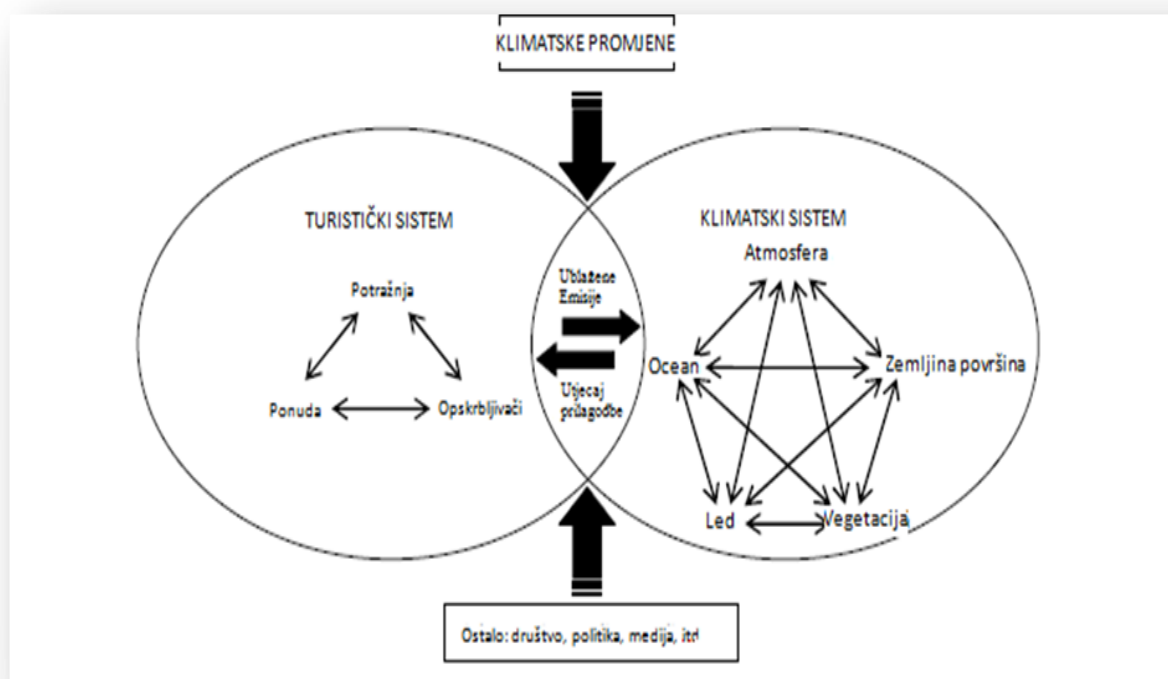 KLIMATSKE PROMJENE
TURISTIČKI SISTEM
Potražnja
Ponuda
Opskrbljivači
Ublažene
Emisije
Utjecaj
prilagodbe
KLIMATSKI SISTEM
Atmosfera
Ocean
Zemljina površina
Led
Vegetacija
Ostalo: društvo, politika, medija, itd